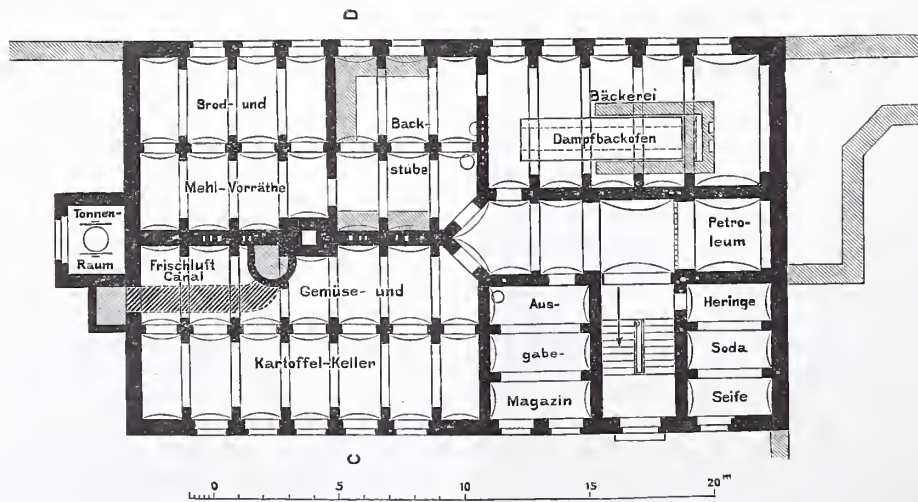 D
Brod- und
Mehl-Vorräthe
Back-
stube
Bäckerei
Dampfbackofen
Tonnen-
Raum
Frischluft
Canal
Gemüse- und
Kartoffel-Keller
Petro-
leum
Aus-
gabe-
Magazin
Heringe
Soda
Seife
C
0 5 10 15 20 m